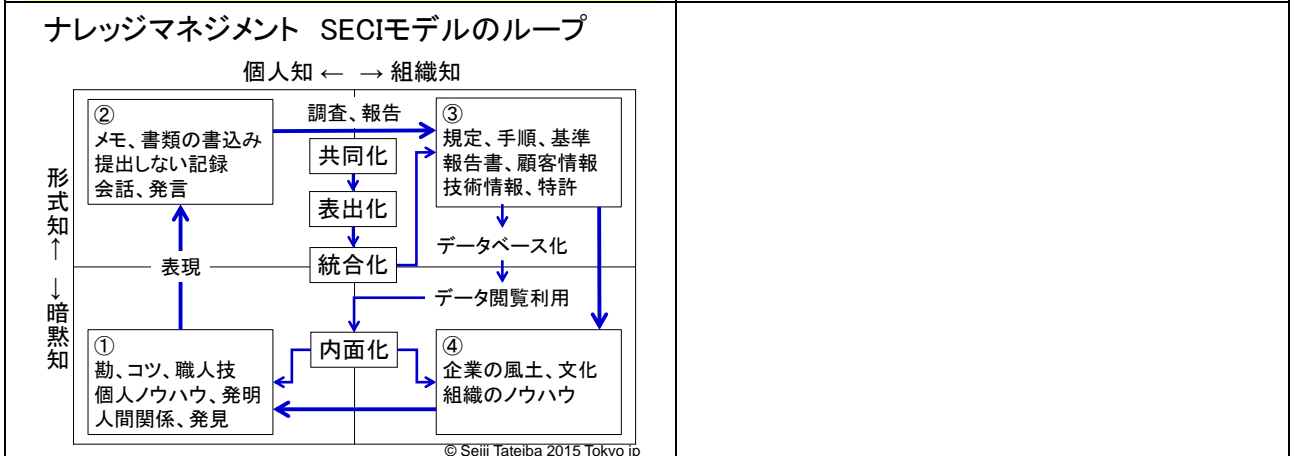 ナレッジマネジメント　SECIモデルのループ
個人知 ←　→ 組織知
形式知↑　↓暗黙知
②
メモ、書類の書込み
提出しない記録
会話、発言
調査、報告
共同化
表出化
統合化
③
規定、手順、基準
報告書、顧客情報
技術情報、特許
データベース化
データ閲覧利用
表現
①
勘、コツ、職人技
個人ノウハウ、発明
人間関係、発見
内面化
④
企業の風土、文化
組織のノウハウ
© Seiji Tateiba 2015 Tokyo jp